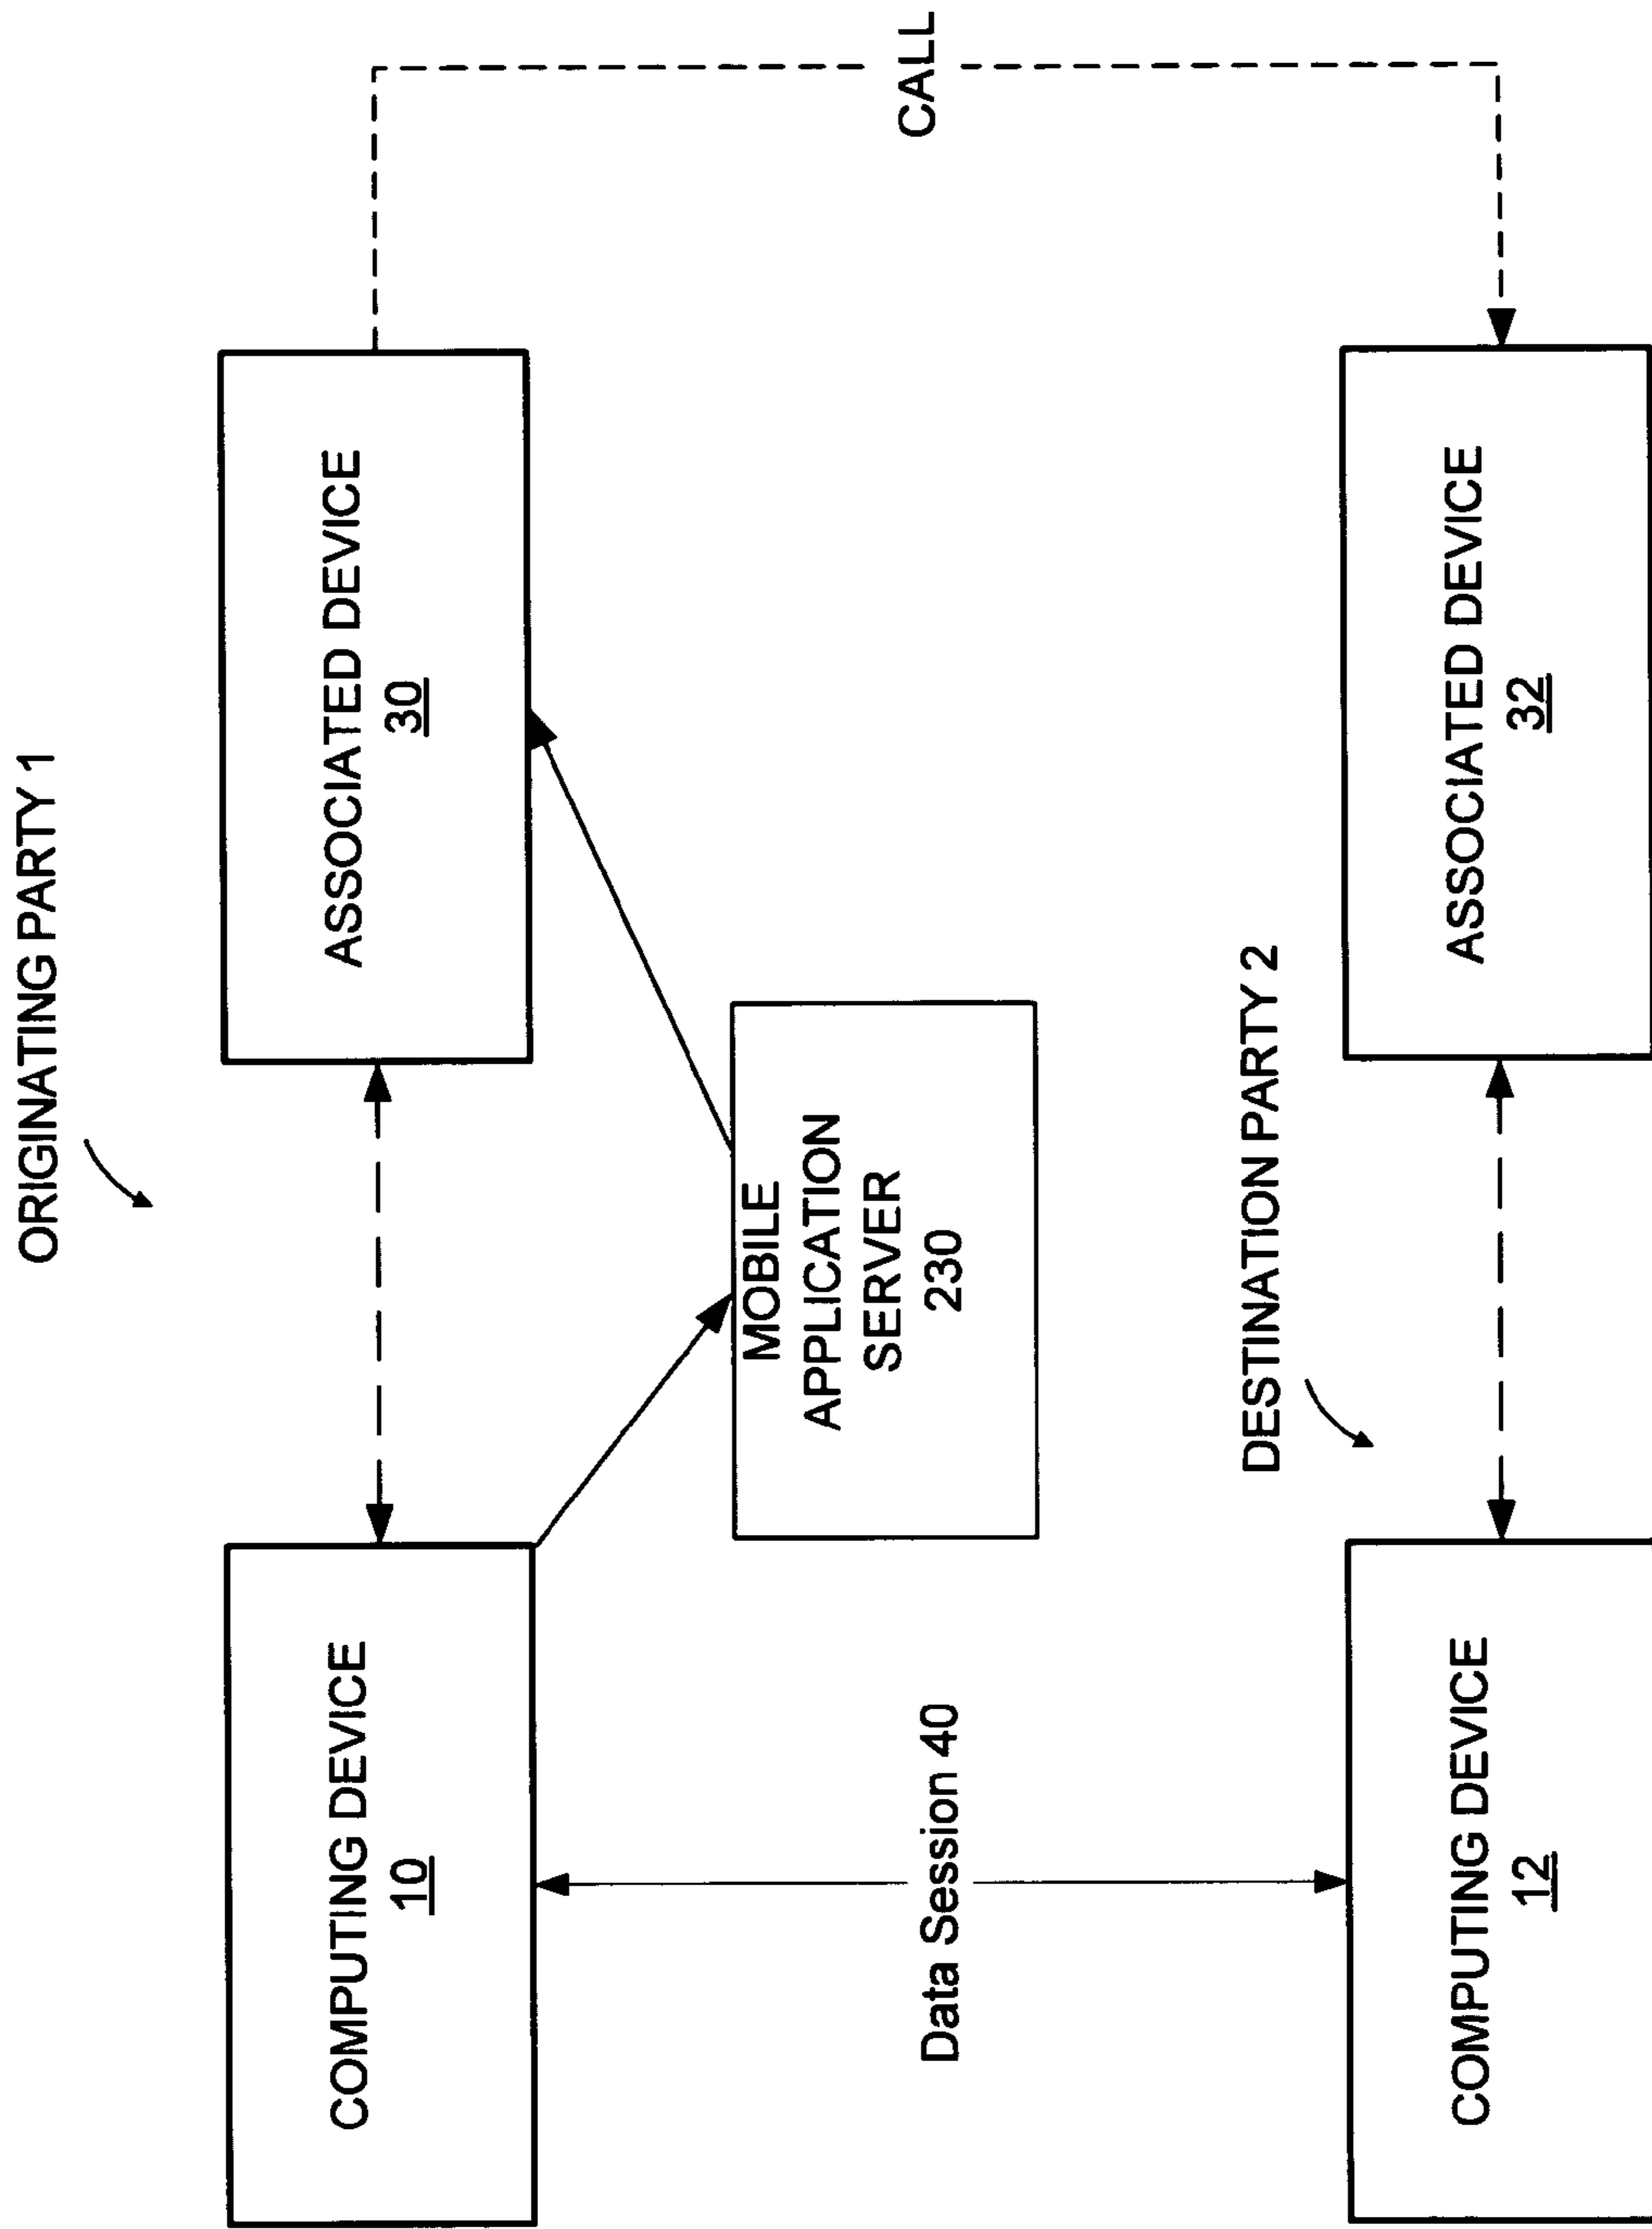 ORIGINATING PARTY 1
COMPUTING DEVICE
10
ASSOCIATED DEVICE
30
MOBILE
APPLICATION
SERVER
230
Data Session 40
CALL
DESTINATION PARTY 2
COMPUTING DEVICE
12
ASSOCIATED DEVICE
32